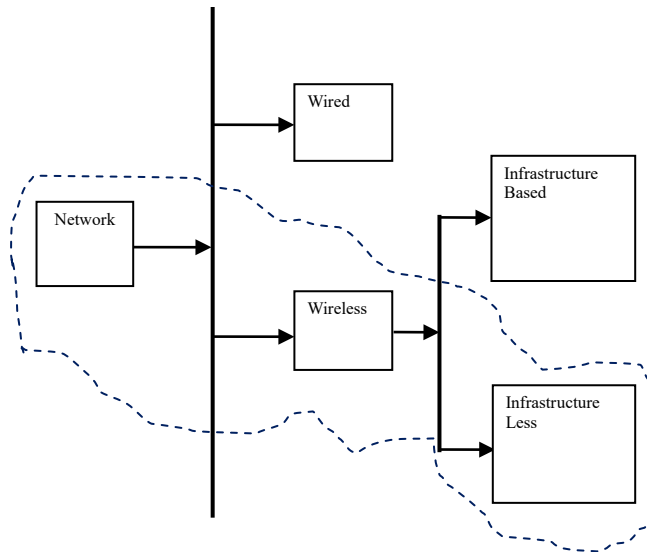 Wired
Infrastructure
Based
Network
Wireless
Infrastructure
Less